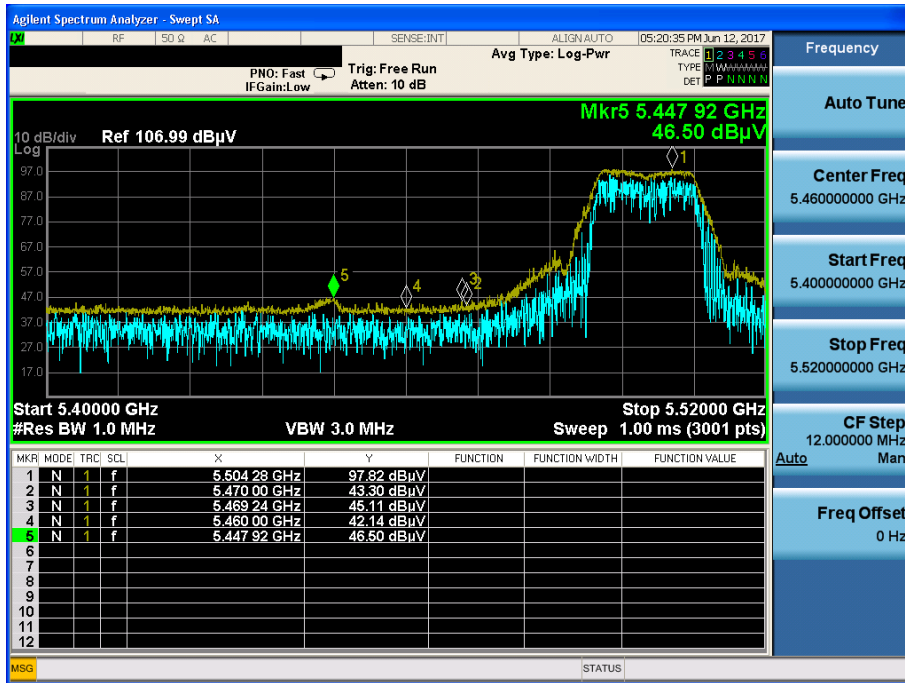 Agilent Spectrum Analyzer - Swept SA
LXI RF 50 Ω AC SENSE:INT ALIGN AUTO 05:20:35 PM Jun 12, 2017
Avg Type: Log-Pwr TRACE 1 2 3 4 5 6
PNO: Fast Trig: Free Run TYPE M W W W W W
IFGain:Low Atten: 10 dB DET P P N N N N
Mkr5 5.447 92 GHz
46.50 dBµV
10 dB/div Ref 106.99 dBµV
Log
97.0
87.0
77.0
67.0
57.0
47.0
37.0
27.0
17.0
1
5
4
3
2
Start 5.40000 GHz Stop 5.52000 GHz
#Res BW 1.0 MHz VBW 3.0 MHz Sweep 1.00 ms (3001 pts)
MKR MODE TRC SCL X Y FUNCTION FUNCTION WIDTH FUNCTION VALUE
1 N 1 f 5.504 28 GHz 97.82 dBµV
2 N 1 f 5.470 00 GHz 43.30 dBµV
3 N 1 f 5.469 24 GHz 45.11 dBµV
4 N 1 f 5.460 00 GHz 42.14 dBµV
5 N 1 f 5.447 92 GHz 46.50 dBµV
6
7
8
9
10
11
12
MSG STATUS
Frequency
Auto Tune
Center Freq
5.460000000 GHz
Start Freq
5.400000000 GHz
Stop Freq
5.520000000 GHz
CF Step
12.000000 MHz
Auto Man
Freq Offset
0 Hz